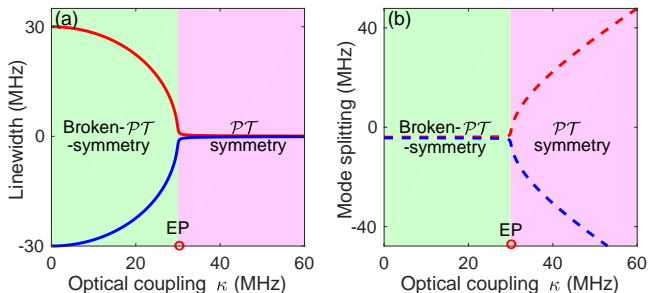 (a)
30
0
-30
Linewidth (MHz)
Broken-𝒫𝒯
-symmetry
𝒫𝒯
symmetry
EP
0 20 40 60
Optical coupling κ (MHz)
(b)
40
0
-40
Mode splitting (MHz)
Broken-𝒫𝒯
-symmetry
𝒫𝒯
symmetry
EP
0 20 40 60
Optical coupling κ (MHz)